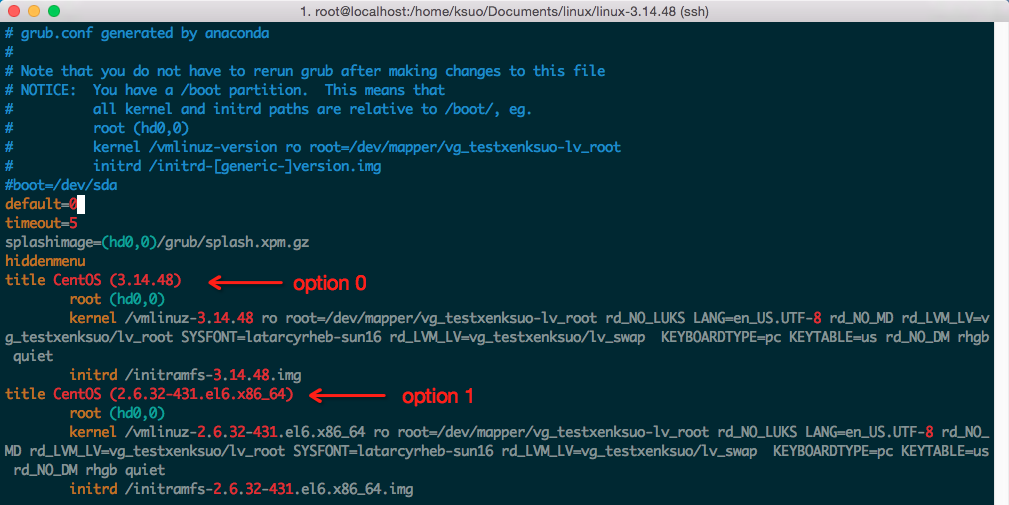 1. root@localhost:/home/ksuo/Documents/linux/linux-3.14.48 (ssh)
# grub.conf generated by anaconda
#
# Note that you do not have to rerun grub after making changes to this file
# NOTICE:  You have a /boot partition.  This means that
#          all kernel and initrd paths are relative to /boot/, eg.
#          root (hd0,0)
#          kernel /vmlinuz-version ro root=/dev/mapper/vg_testxenksuo-lv_root
#          initrd /initrd-[generic-]version.img
#boot=/dev/sda
default=0
timeout=5
splashimage=(hd0,0)/grub/splash.xpm.gz
hiddenmenu
title CentOS (3.14.48) option 0
        root (hd0,0)
        kernel /vmlinuz-3.14.48 ro root=/dev/mapper/vg_testxenksuo-lv_root rd_NO_LUKS LANG=en_US.UTF-8 rd_NO_MD rd_LVM_LV=v
g_testxenksuo/lv_root SYSFONT=latarcyrheb-sun16 rd_LVM_LV=vg_testxenksuo/lv_swap  KEYBOARDTYPE=pc KEYTABLE=us rd_NO_DM rhgb
 quiet
        initrd /initramfs-3.14.48.img
title CentOS (2.6.32-431.el6.x86_64) option 1
        root (hd0,0)
        kernel /vmlinuz-2.6.32-431.el6.x86_64 ro root=/dev/mapper/vg_testxenksuo-lv_root rd_NO_LUKS LANG=en_US.UTF-8 rd_NO_
MD rd_LVM_LV=vg_testxenksuo/lv_root SYSFONT=latarcyrheb-sun16 rd_LVM_LV=vg_testxenksuo/lv_swap  KEYBOARDTYPE=pc KEYTABLE=us
 rd_NO_DM rhgb quiet
        initrd /initramfs-2.6.32-431.el6.x86_64.img